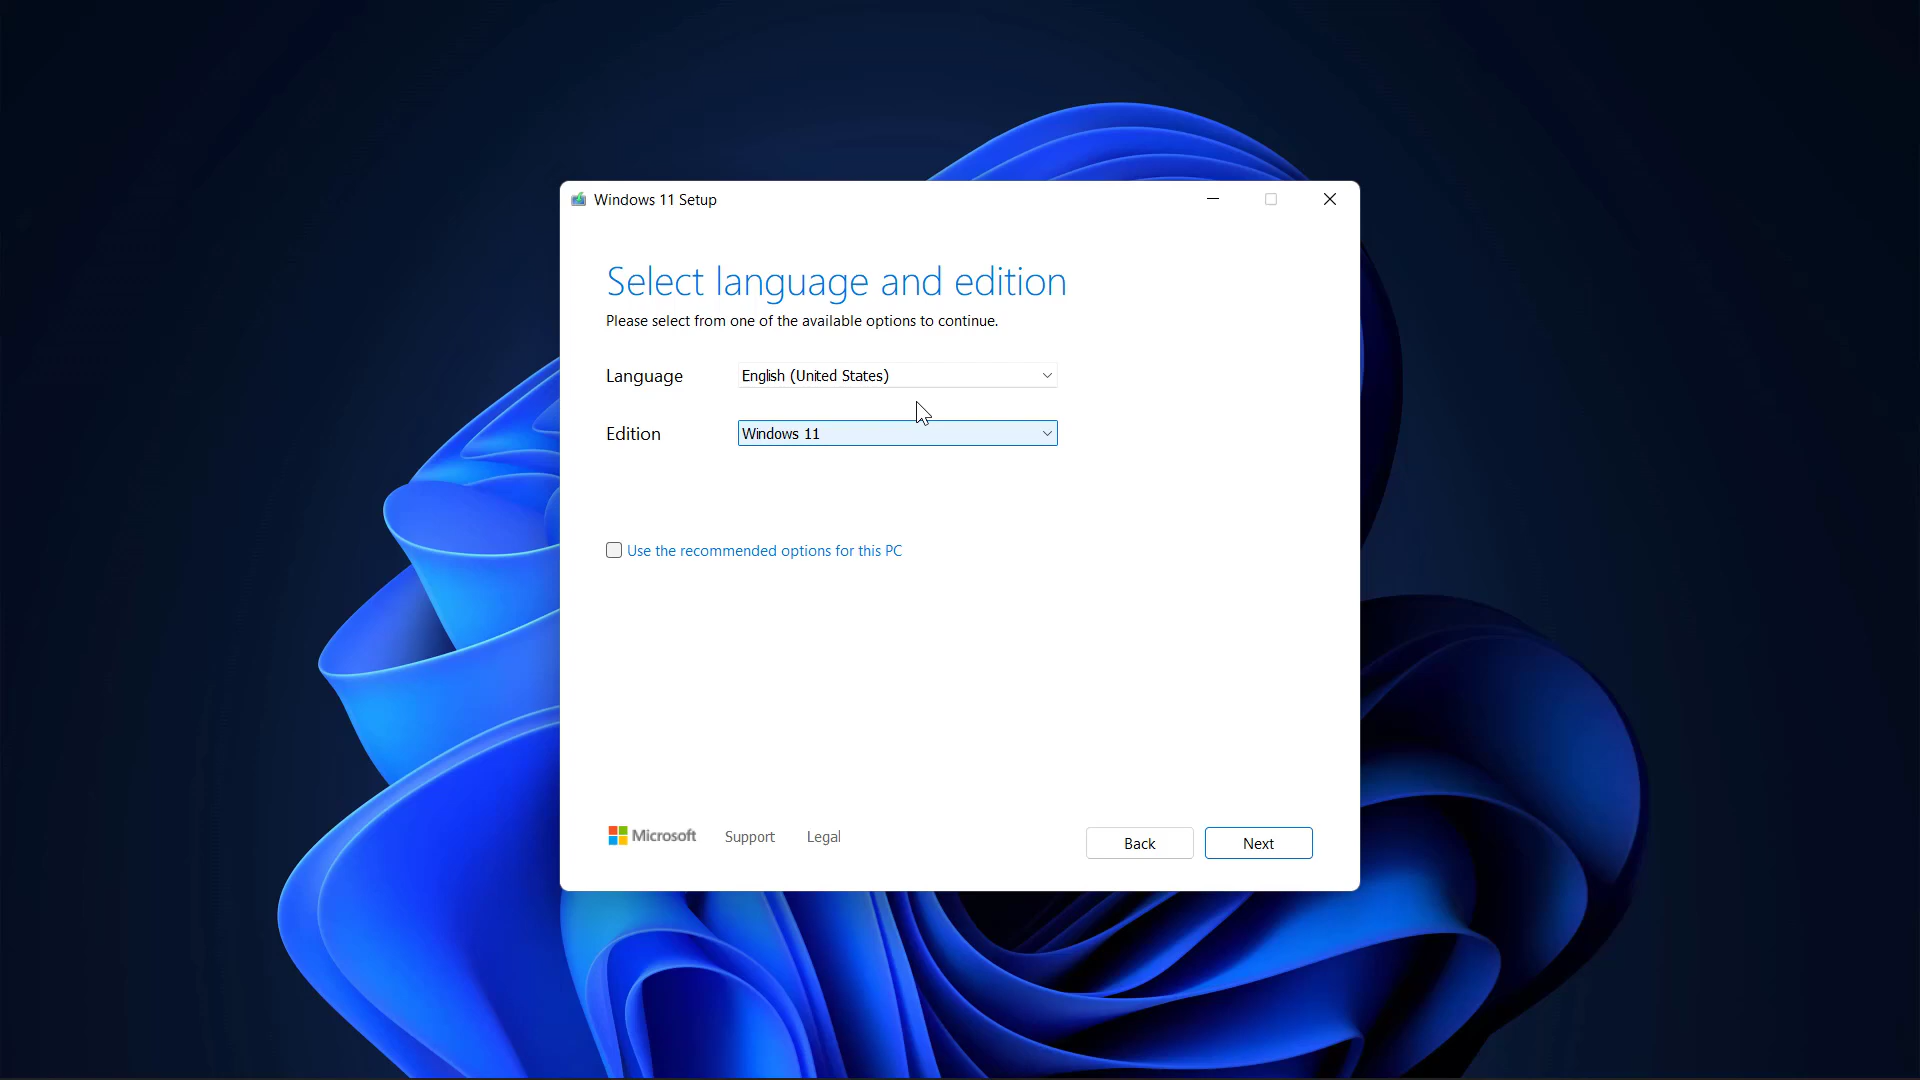 Windows 11 Setup
Select language and edition
Please select from one of the available options to continue.
Language English (United States)
Edition Windows 11
Use the recommended options for this PC
Microsoft Support Legal Back Next